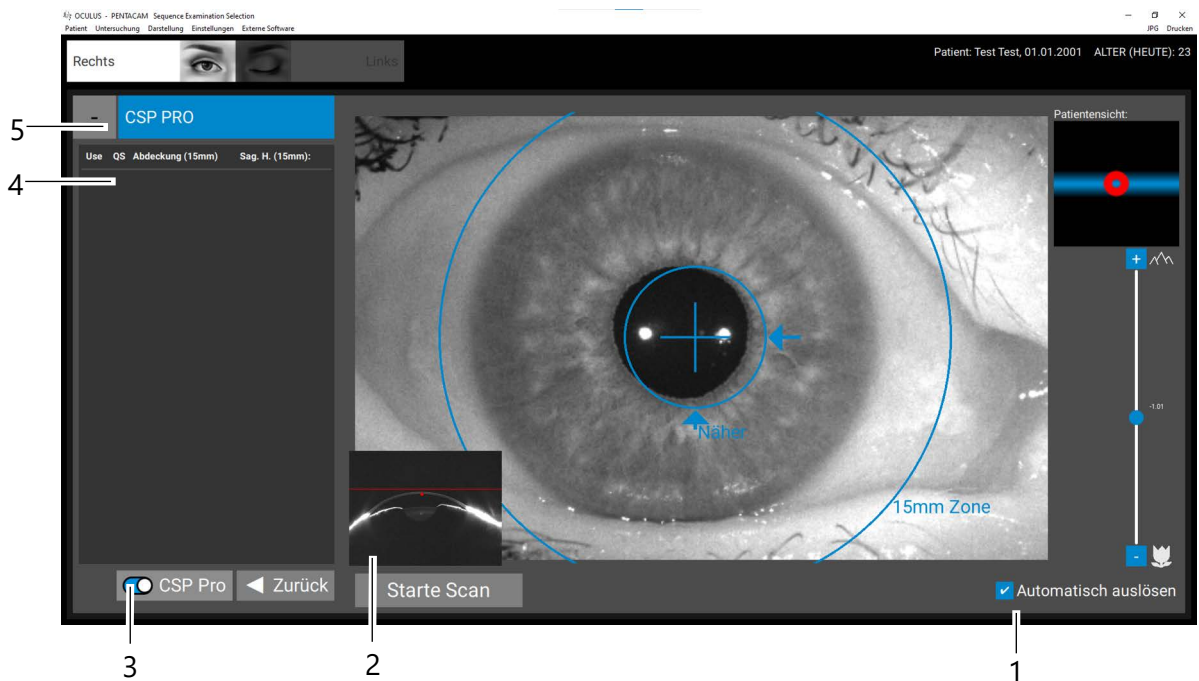 OCULUS - PENTACAM Sequence Examination Selection
Patient Untersuchung Darstellung Einstellungen Externe Software
JPG Drucken
Rechts
Links
Patient: Test Test, 01.01.2001 ALTER (HEUTE): 23
- CSP PRO
5
Use QS Abdeckung (15mm) Sag. H. (15mm):
4
Patientensicht:
+
-1.01
Näher
15mm Zone
-
CSP Pro
Zurück
Starte Scan
Automatisch auslösen
3
2
1